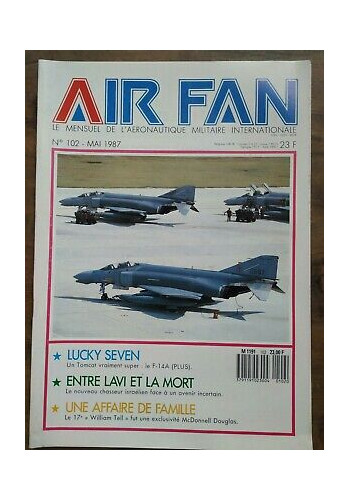 AIR FAN
LE MENSUEL DE L'AÉRONAUTIQUE MILITAIRE INTERNATIONALE
N° 102 - MAI 1987
23 F
M 1191
23,00 F
★ LUCKY SEVEN
Un Tomcat vraiment super : le F-14A (PLUS).
★ ENTRE LAVI ET LA MORT
Le nouveau chasseur israélien face à un avenir incertain.
★ UNE AFFAIRE DE FAMILLE
Le 17e « William Tell » fut une exclusivité McDonnell Douglas.